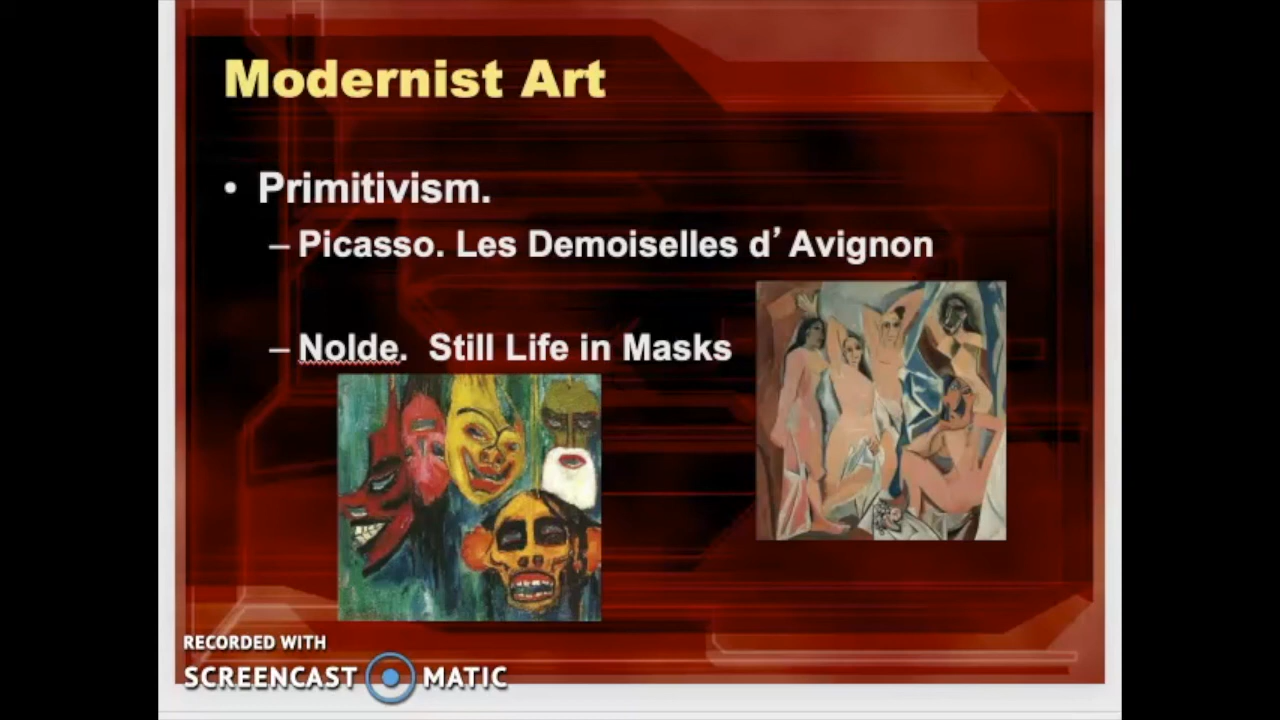 Modernist Art
• Primitivism.
– Picasso. Les Demoiselles d’ Avignon
– Nolde.  Still Life in Masks
RECORDED WITH
SCREENCAST MATIC